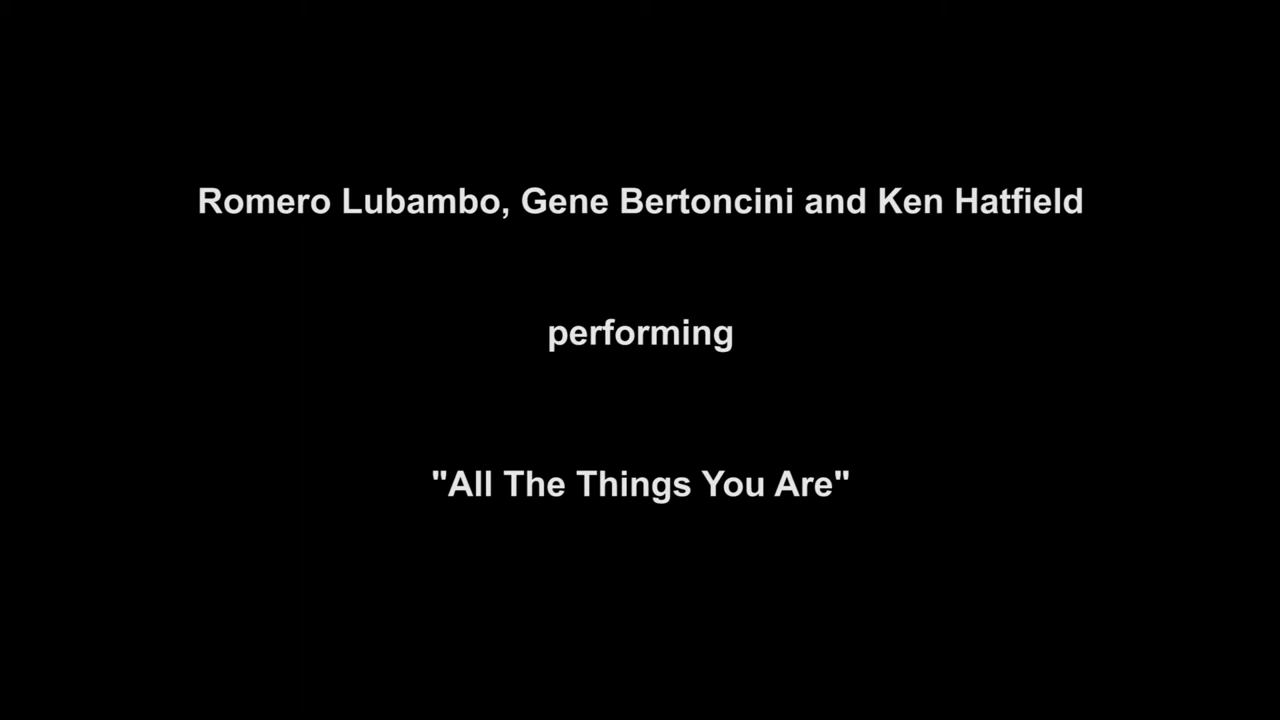 Romero Lubambo, Gene Bertoncini and Ken Hatfield
performing
"All The Things You Are"